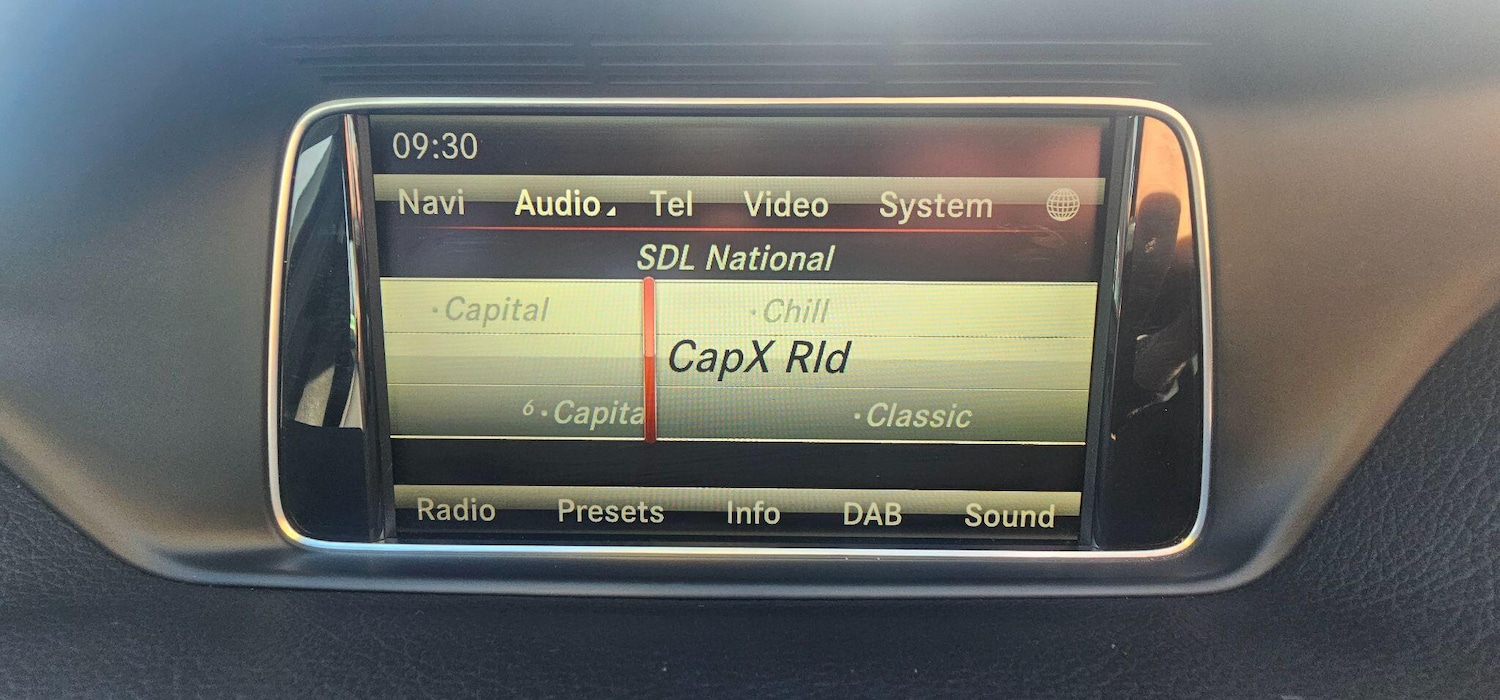 09:30
Navi Audio Tel Video System
SDL National
·Capital ·Chill
CapX Rld
6·Capita ·Classic
Radio Presets Info DAB Sound